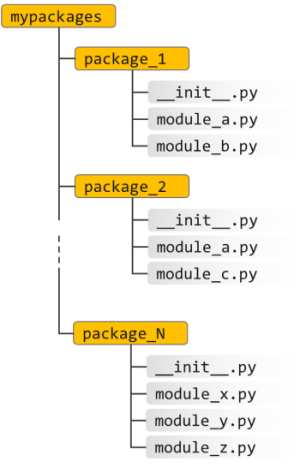 mypackages
package_1
__init__.py
module_a.py
module_b.py
package_2
__init__.py
module_a.py
module_c.py
package_N
__init__.py
module_x.py
module_y.py
module_z.py